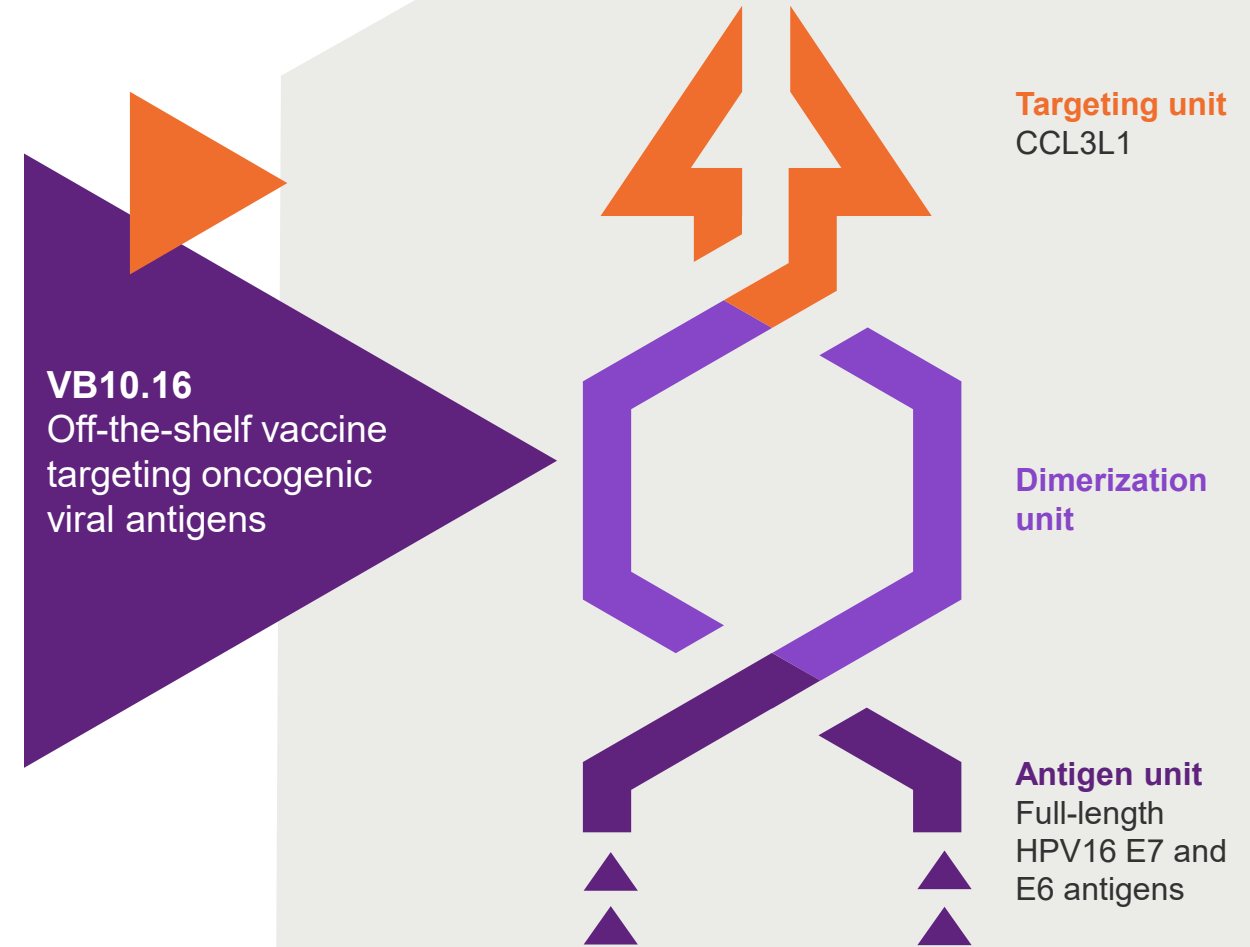 VB10.16
Off-the-shelf vaccine
targeting oncogenic
viral antigens
Targeting unit
CCL3L1
Dimerization
unit
Antigen unit
Full-length
HPV16 E7 and
E6 antigens